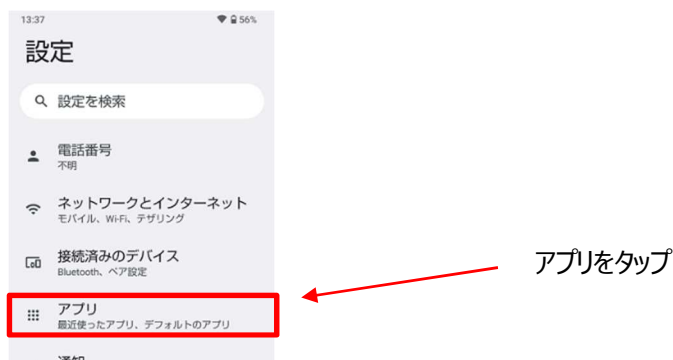 13:37 56%
設定
設定を検索
電話番号
不明
ネットワークとインターネット
モバイル、Wi-Fi、テザリング
接続済みのデバイス
Bluetooth、ペア設定
アプリをタップ
アプリ
最近使ったアプリ、デフォルトのアプリ
通知